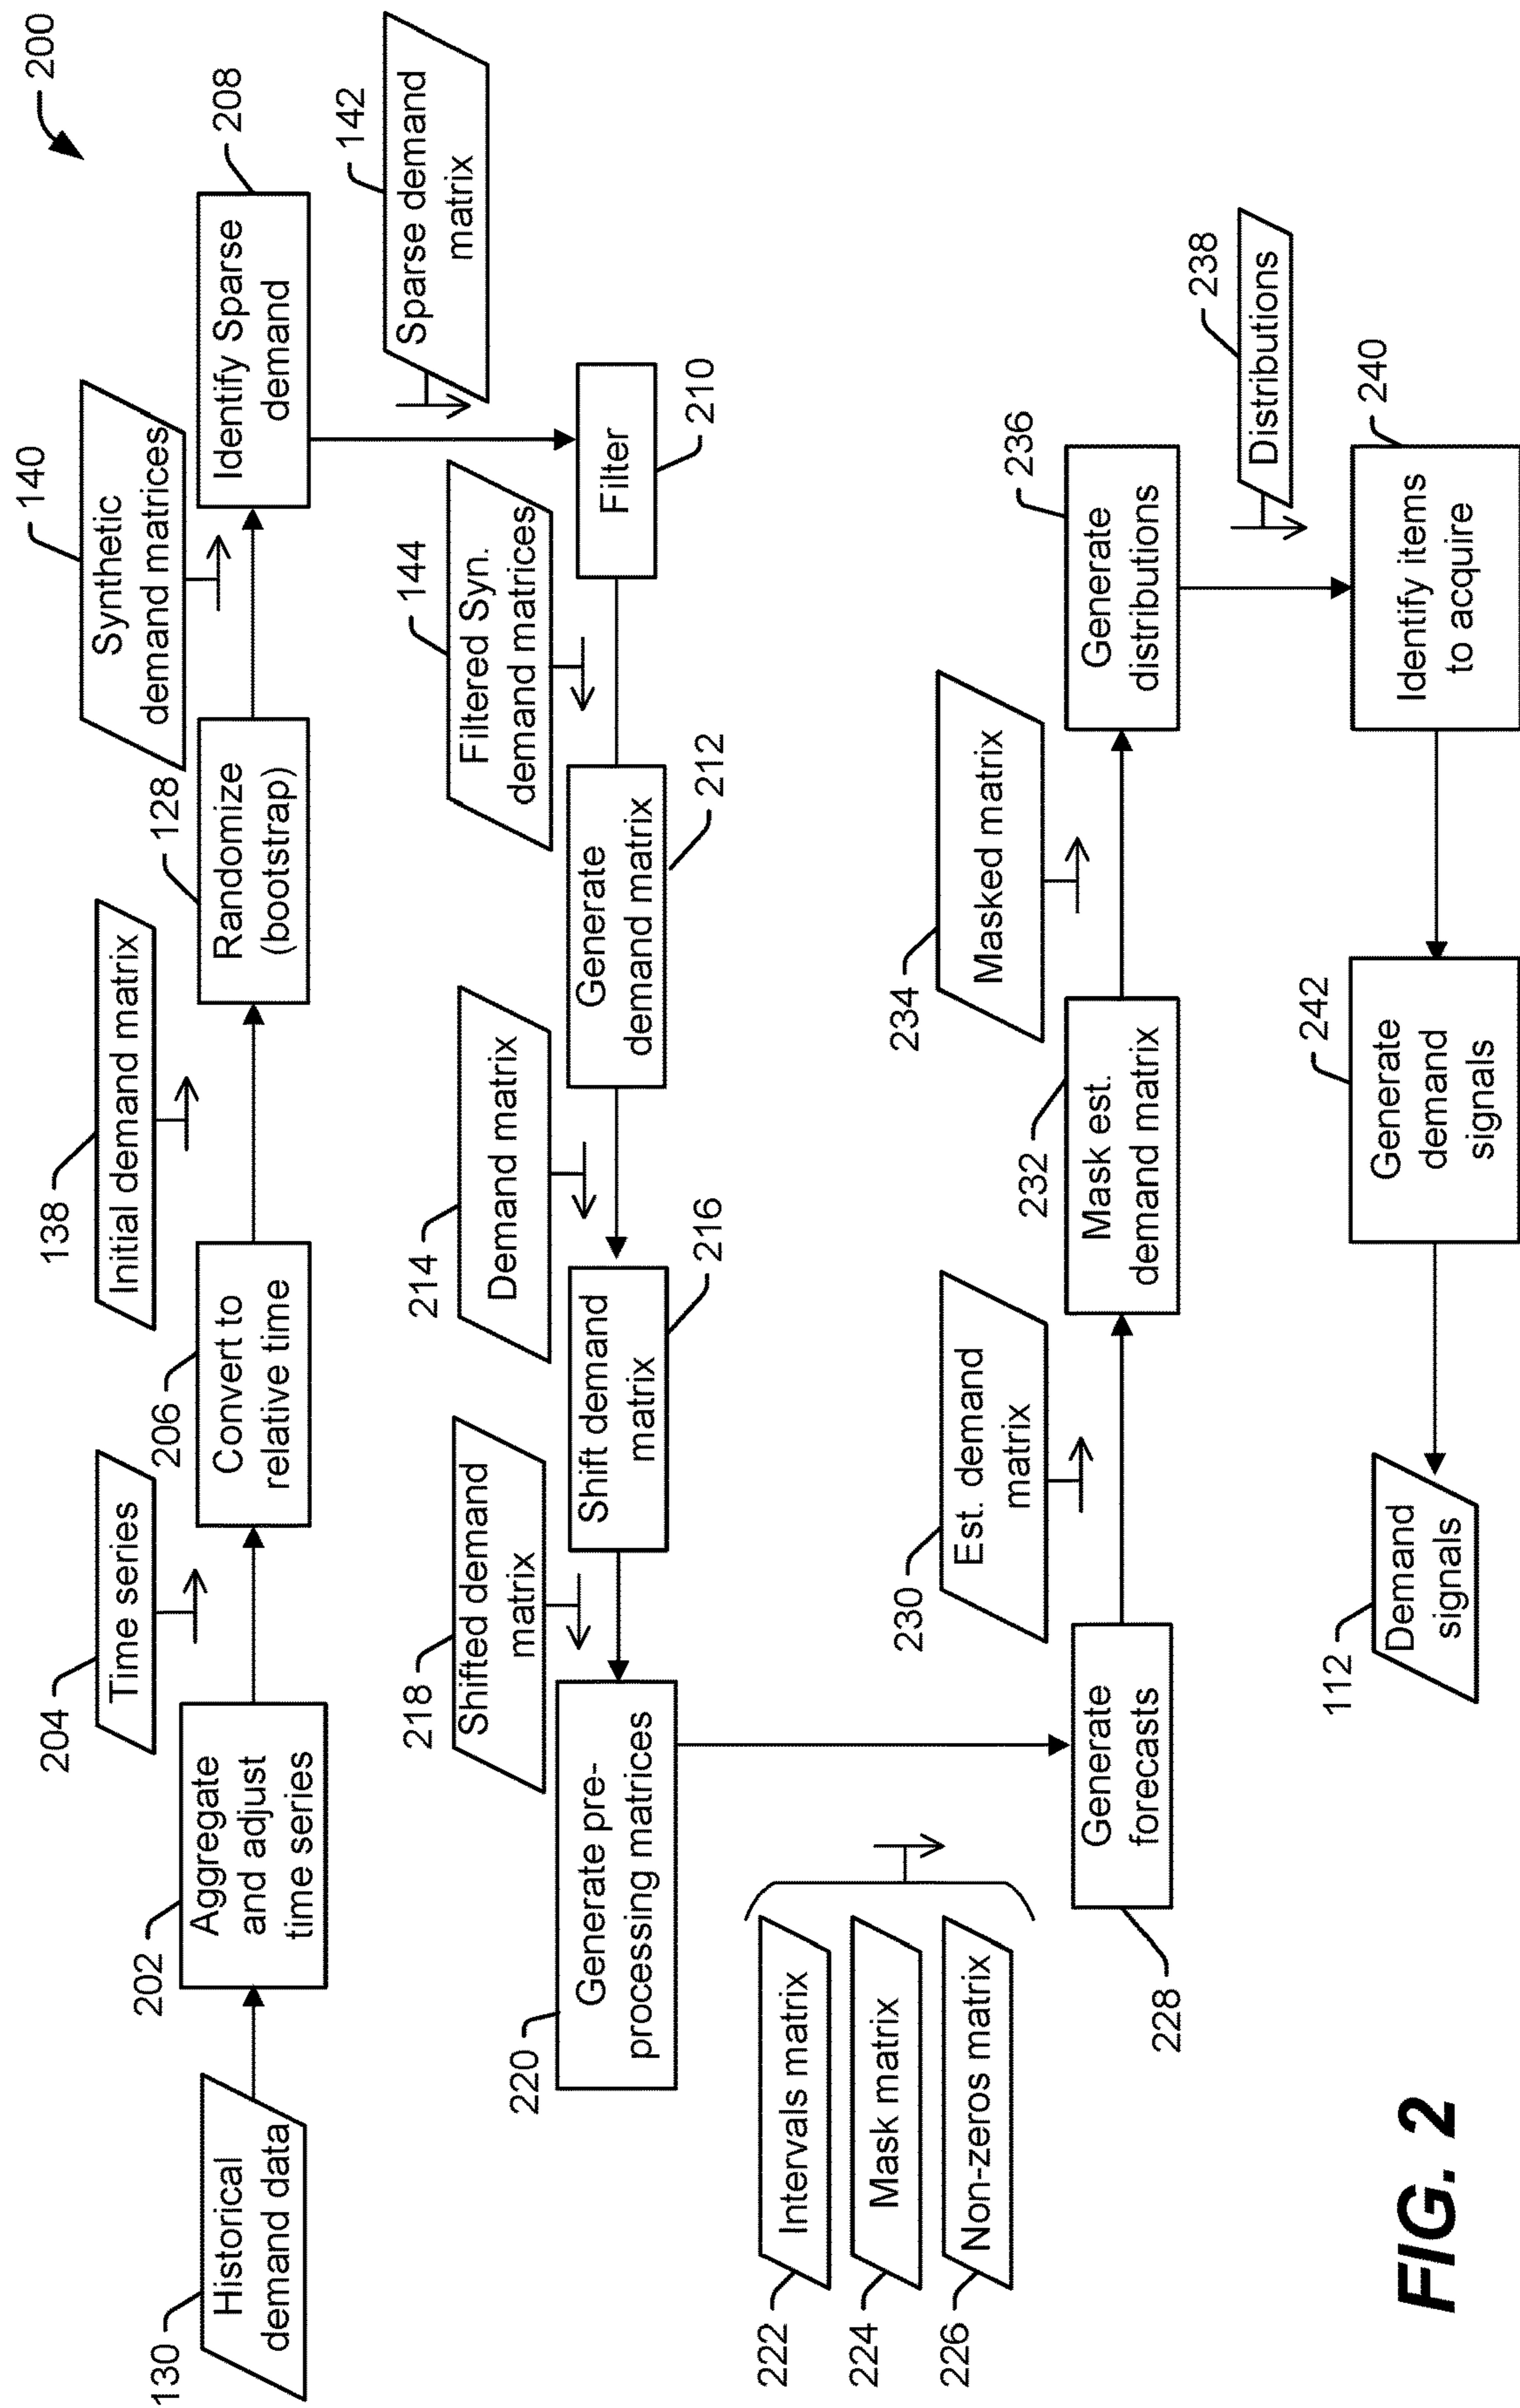 200
130
Historical
demand data
202
Aggregate
and adjust
time series
204
Time series
206
Convert to
relative time
138
Initial demand matrix
128
Randomize
(bootstrap)
140
Synthetic
demand matrices
208
Identify Sparse
demand
142
Sparse demand
matrix
210
Filter
144
Filtered Syn.
demand matrices
212
Generate
demand matrix
214
Demand matrix
216
Shift demand
matrix
218
Shifted demand
matrix
220
Generate pre-
processing matrices
222
Intervals matrix
224
Mask matrix
226
Non-zeros matrix
228
Generate
forecasts
230
Est. demand
matrix
232
Mask est.
demand matrix
234
Masked matrix
236
Generate
distributions
238
Distributions
240
Identify items
to acquire
242
Generate
demand
signals
112
Demand
signals
FIG. 2